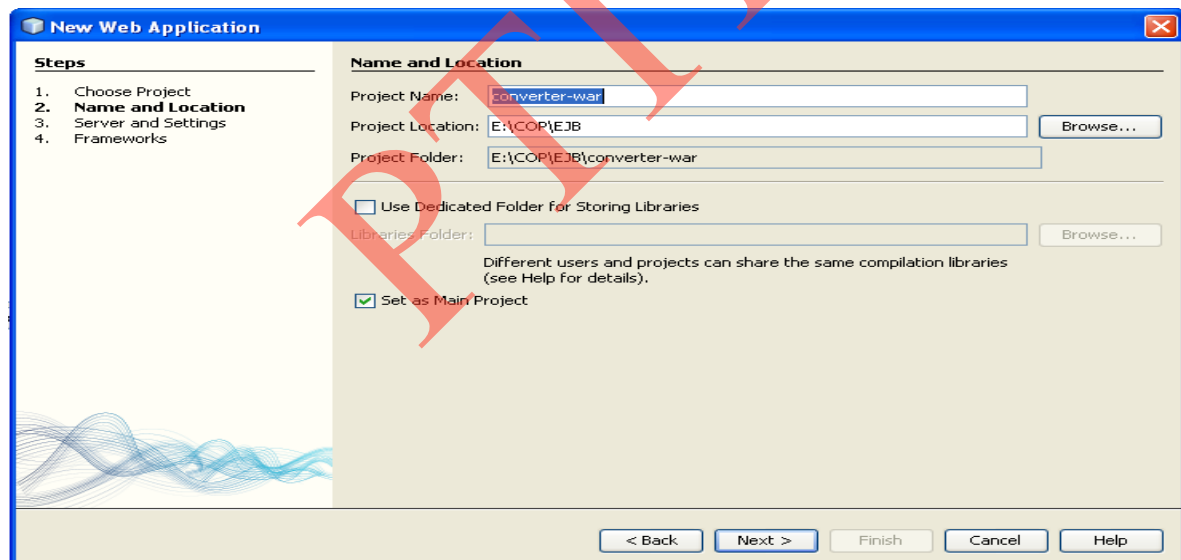 New Web Application
Steps
1. Choose Project
2. Name and Location
3. Server and Settings
4. Frameworks
Name and Location
Project Name: converter-war
Project Location: E:\COP\EJB Browse...
Project Folder: E:\COP\EJB\converter-war
Use Dedicated Folder for Storing Libraries
Libraries Folder: Browse...
Different users and projects can share the same compilation libraries
(see Help for details).
Set as Main Project
< Back Next > Finish Cancel Help
PTI